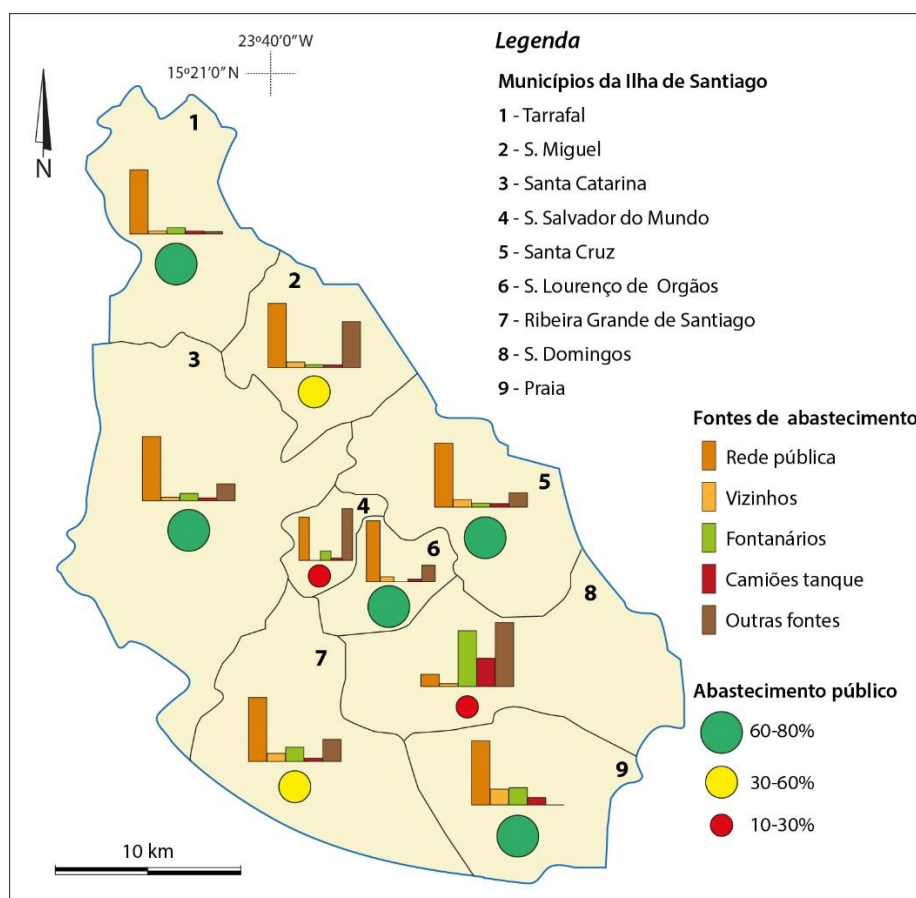 23º40'0"W
15º21'0"N
N
Legenda
Municípios da Ilha de Santiago
1 - Tarrafal
2 - S. Miguel
3 - Santa Catarina
4 - S. Salvador do Mundo
5 - Santa Cruz
6 - S. Lourenço de Orgãos
7 - Ribeira Grande de Santiago
8 - S. Domingos
9 - Praia
Fontes de abastecimento
Rede pública
Vizinhos
Fontanários
Camiões tanque
Outras fontes
Abastecimento público
60-80%
30-60%
10-30%
1
2
3
4
5
6
7
8
9
10 km